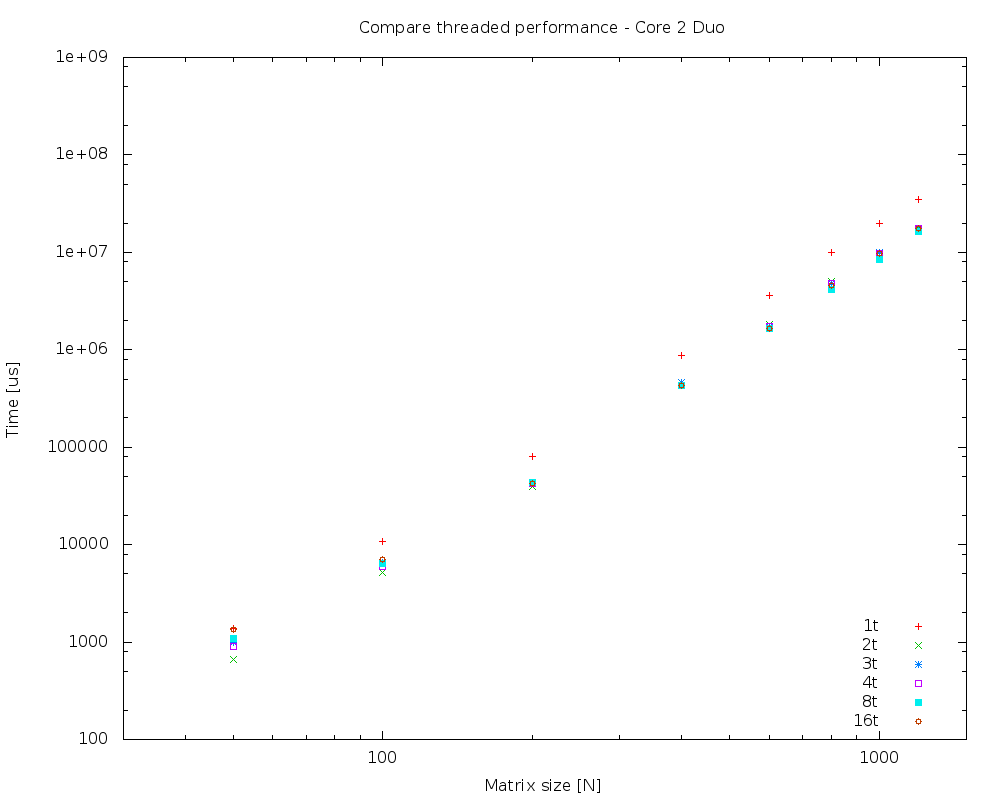 Compare threaded performance - Core 2 Duo
1e+09
1e+08
1e+07
1e+06
100000
10000
1000
100
Time [us]
1t
2t
3t
4t
8t
16t
100
1000
Matrix size [N]